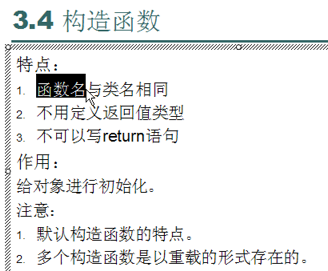 3.4 构造函数
特点：
1. 函数名与类名相同
2. 不用定义返回值类型
3. 不可以写return语句
作用：
给对象进行初始化。
注意：
1. 默认构造函数的特点。
2. 多个构造函数是以重载的形式存在的。